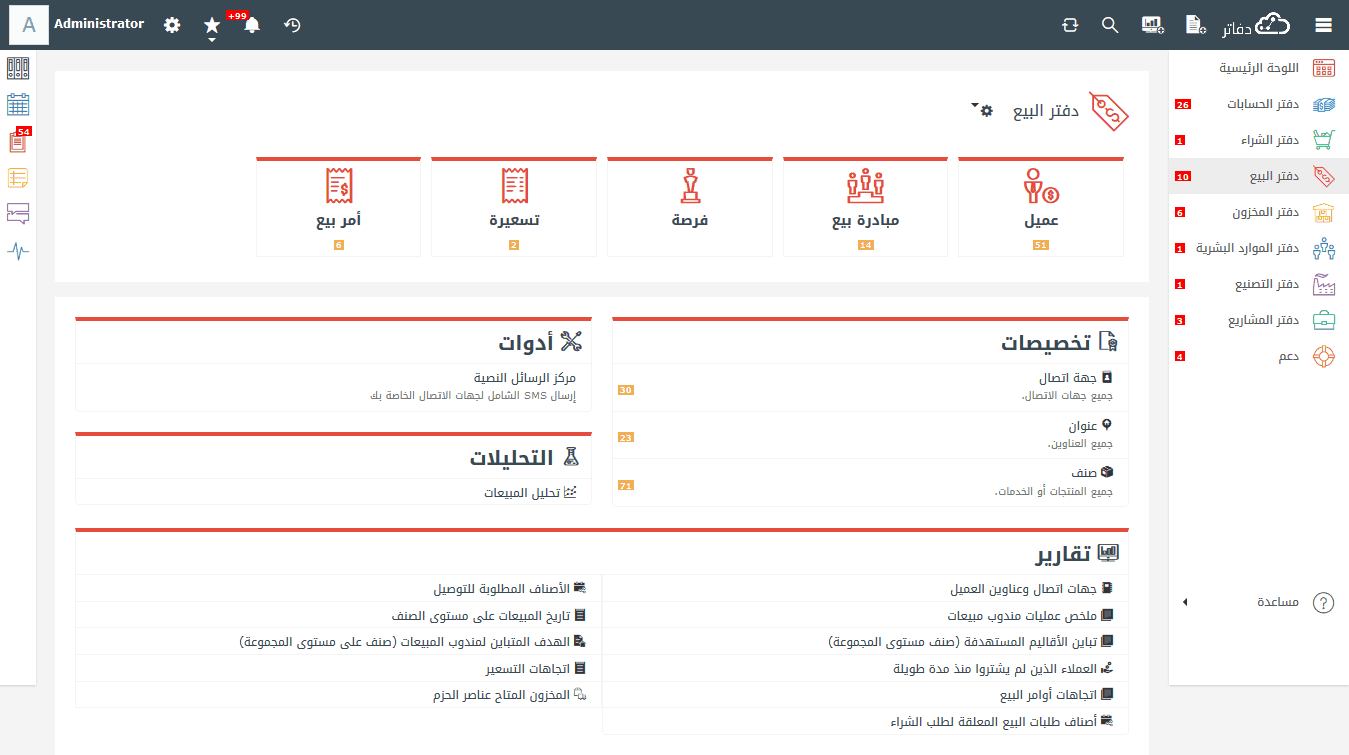 A
Administrator
99+
دفاتر
54
اللوحة الرئيسية
دفتر الحسابات 26
دفتر الشراء 1
دفتر البيع 10
دفتر المخزون 6
دفتر الموارد البشرية 1
دفتر التصنيع 1
دفتر المشاريع 3
دعم 4
مساعدة
دفتر البيع
عميل
51
مبادرة بيع
14
فرصة
تسعيرة
2
أمر بيع
6
تخصيصات
جهة اتصال
جميع جهات الاتصال.
30
عنوان
جميع العناوين.
23
صنف
جميع المنتجات أو الخدمات.
71
أدوات
مركز الرسائل النصية
إرسال SMS الشامل لجهات الاتصال الخاصة بك
التحليلات
تحليل المبيعات
تقارير
جهات اتصال وعناوين العميل
ملخص عمليات مندوب مبيعات
تباين الأقاليم المستهدفة (صنف مستوى المجموعة)
العملاء الذين لم يشتروا منذ مدة طويلة
اتجاهات أوامر البيع
أصناف طلبات البيع المعلقة لطلب الشراء
الأصناف المطلوبة للتوصيل
تاريخ المبيعات على مستوى الصنف
الهدف المتباين لمندوب المبيعات (صنف على مستوى المجموعة)
اتجاهات التسعير
المخزون المتاح عناصر الحزم